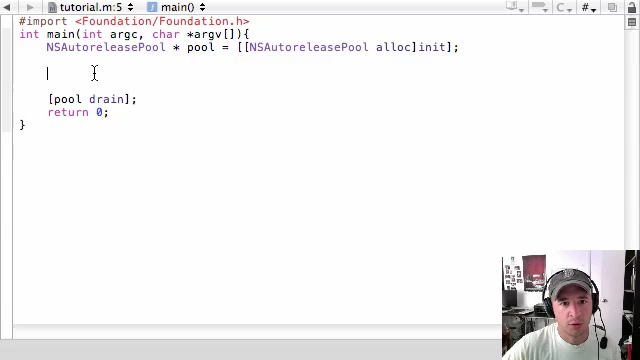 tutorial.m:5 main() C #
#import <Foundation/Foundation.h>
int main(int argc, char *argv[]){
NSAutoreleasePool * pool = [[NSAutoreleasePool alloc]init];
[pool drain];
return 0;
}